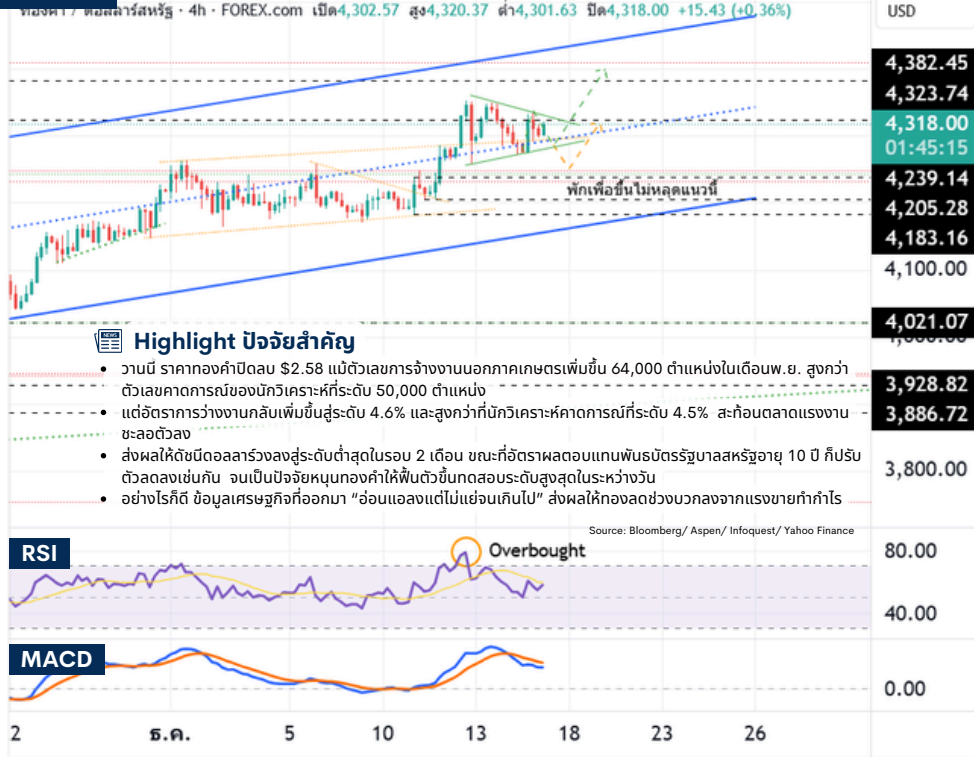 ทองคำ / ดอลลาร์สหรัฐ · 4h · FOREX.com เปิด4,302.57 สูง4,320.37 ต่ำ4,301.63 ปิด4,318.00 +15.43 (+0.36%)
USD
4,382.45
4,323.74
4,318.00
01:45:15
4,239.14
พักเพื่อขึ้นไม่หลุดแนวนี้
4,205.28
4,183.16
4,100.00
4,021.07
Highlight ปัจจัยสำคัญ
NEWS
• วานนี้ ราคาทองคำปิดลบ $2.58 แม้ตัวเลขการจ้างงานนอกภาคเกษตรเพิ่มขึ้น 64,000 ตำแหน่งในเดือนพ.ย. สูงกว่า
ตัวเลขคาดการณ์ของนักวิเคราะห์ที่ระดับ 50,000 ตำแหน่ง
3,928.82
• แต่อัตราการว่างงานกลับเพิ่มขึ้นสู่ระดับ 4.6% และสูงกว่าที่นักวิเคราะห์คาดการณ์ที่ระดับ 4.5% สะท้อนตลาดแรงงาน
ชะลอตัวลง
3,886.72
• ส่งผลให้ดัชนีดอลลาร์วงลงสู่ระดับต่ำสุดในรอบ 2 เดือน ขณะที่อัตราผลตอบแทนพันธบัตรรัฐบาลสหรัฐอายุ 10 ปี ก็ปรับ
ตัวลดลงเช่นกัน จนเป็นปัจจัยหนุนทองคำให้ฟื้นตัวขึ้นทดสอบระดับสูงสุดในระหว่างวัน
3,800.00
• อย่างไรก็ดี ข้อมูลเศรษฐกิจที่ออกมา “อ่อนแอลงแต่ไม่แย่จนเกินไป” ส่งผลให้ทองลดช่วงบวกลงจากแรงขายทำกำไร
Source: Bloomberg/ Aspen/ Infoquest/ Yahoo Finance
RSI
Overbought
80.00
40.00
MACD
0.00
2 ธ.ค. 5 10 13 18 23 26